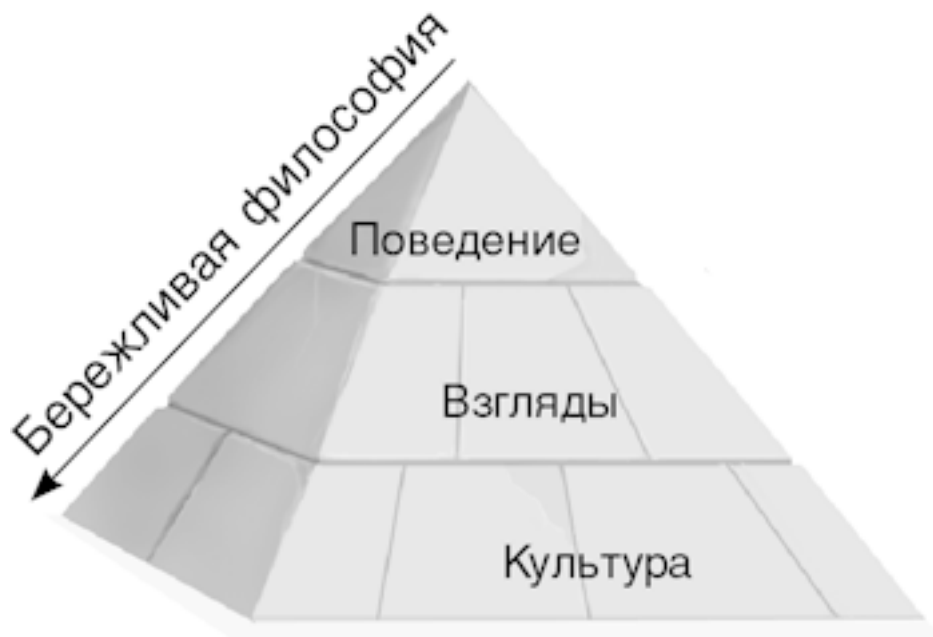 Бережливая философия
Поведение
Взгляды
Культура